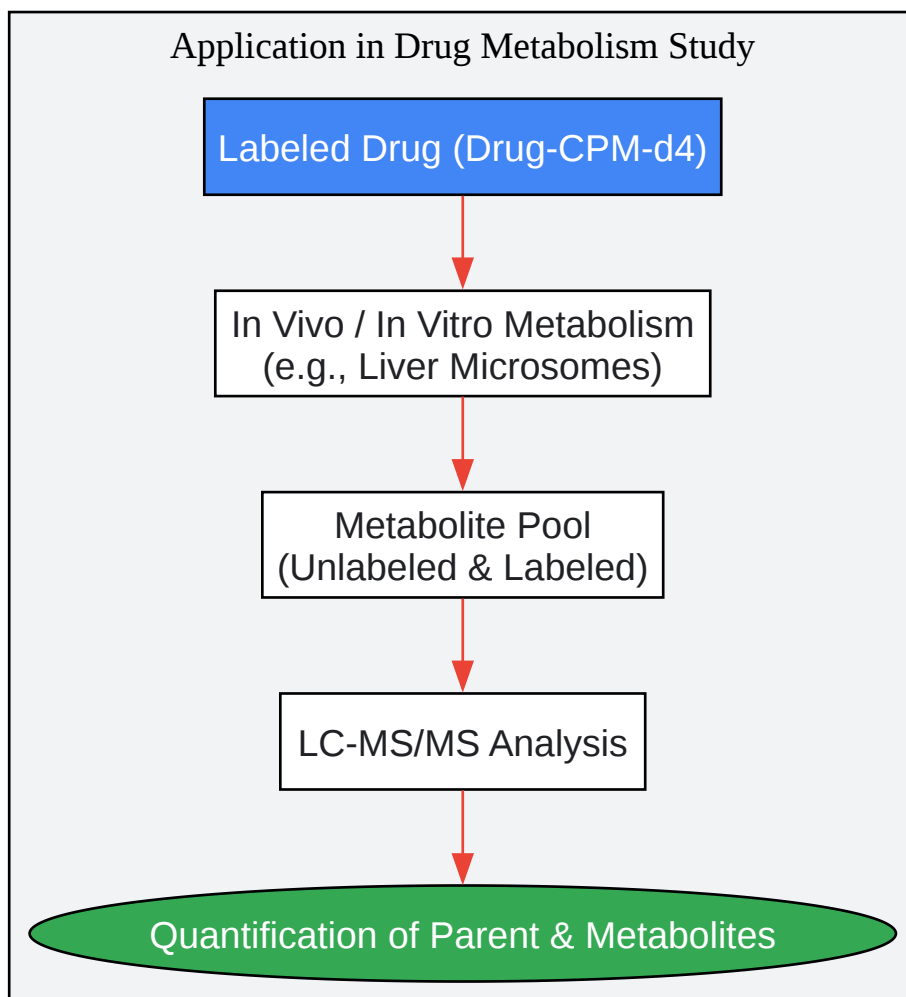 Application in Drug Metabolism Study
Labeled Drug (Drug-CPM-d4)
In Vivo / In Vitro Metabolism
(e.g., Liver Microsomes)
Metabolite Pool
(Unlabeled & Labeled)
LC-MS/MS Analysis
Quantification of Parent & Metabolites